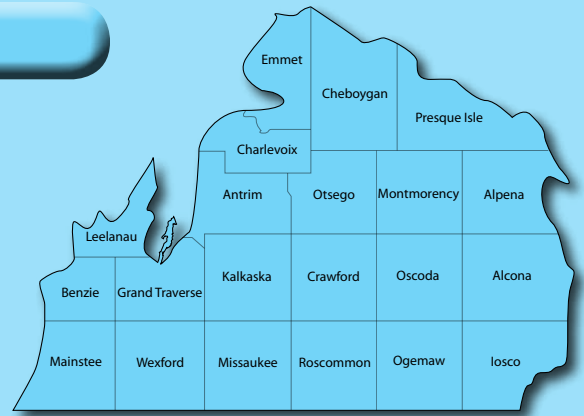 Emmet
Cheboygan
Presque Isle
Charlevoix
Antrim
Otsego
Montmorency
Alpena
Leelanau
Benzie
Grand Traverse
Kalkaska
Crawford
Oscoda
Alcona
Mainstee
Wexford
Missaukee
Roscommon
Ogemaw
Iosco